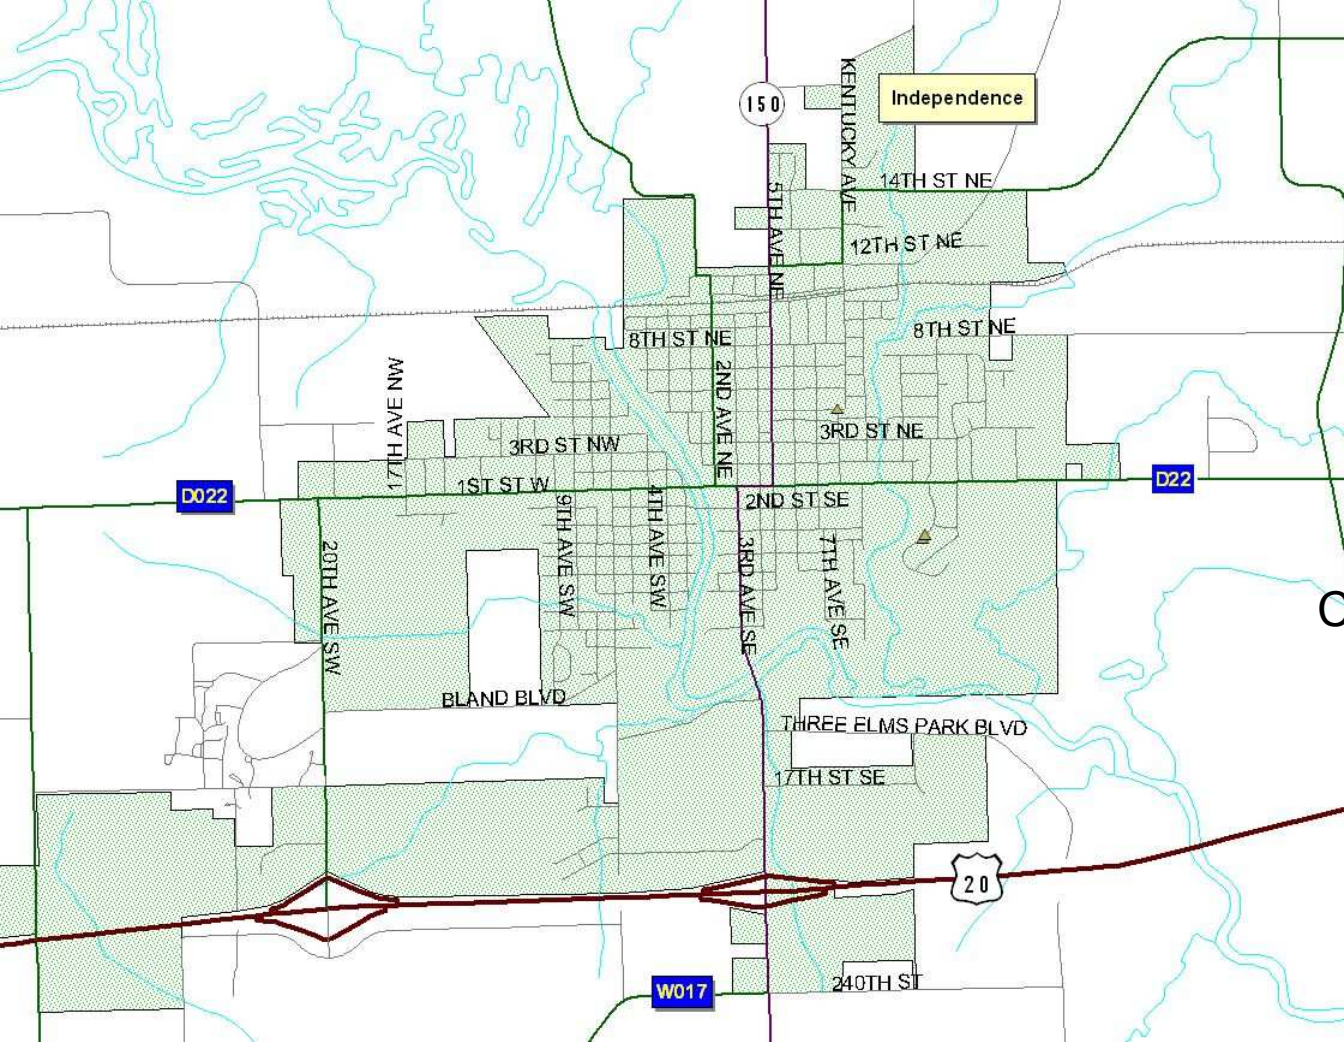 150
KENTUCKY AVE
Independence
14TH ST NE
5TH AVE NE
12TH ST NE
8TH ST NE
8TH ST NE
17TH AVE NW
2ND AVE NE
3RD ST NW
3RD ST NE
1ST ST W
D022
D22
2ND ST SE
9TH AVE SW
4TH AVE SW
20TH AVE SW
3RD AVE SE
7TH AVE SE
BLAND BLVD
THREE ELMS PARK BLVD
17TH ST SE
20
240TH ST
W017